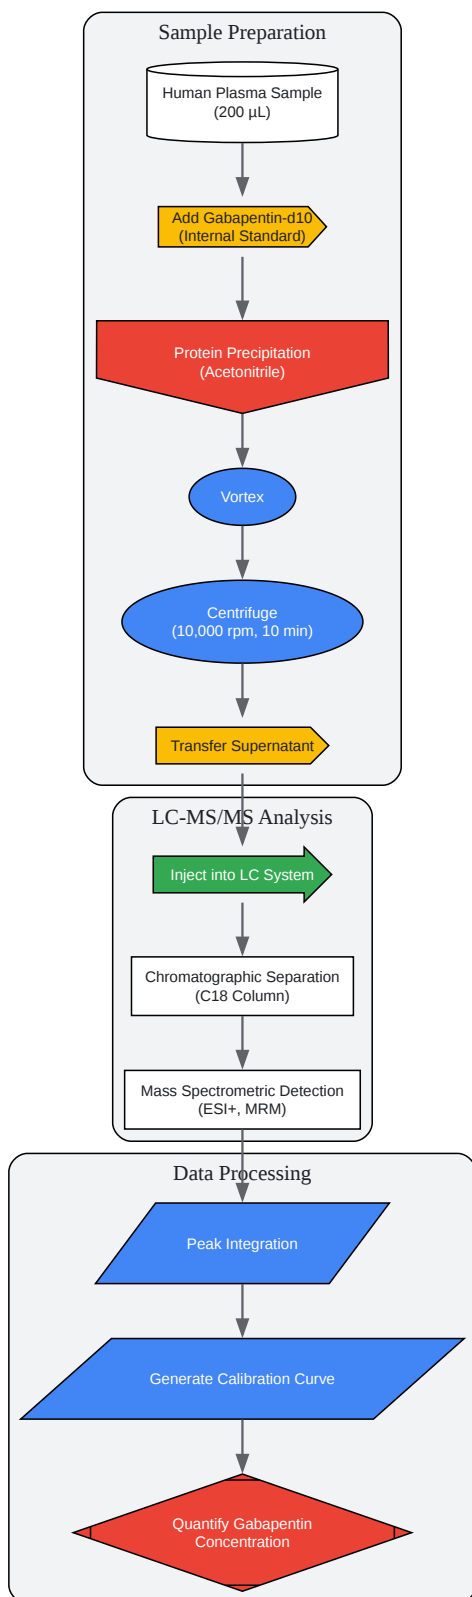 Sample Preparation
Human Plasma Sample
(200 µL)
Add Gabapentin-d10
(Internal Standard)
Protein Precipitation
(Acetonitrile)
Vortex
Centrifuge
(10,000 rpm, 10 min)
Transfer Supernatant
LC-MS/MS Analysis
Inject into LC System
Chromatographic Separation
(C18 Column)
Mass Spectrometric Detection
(ESI+, MRM)
Data Processing
Peak Integration
Generate Calibration Curve
Quantify Gabapentin
Concentration